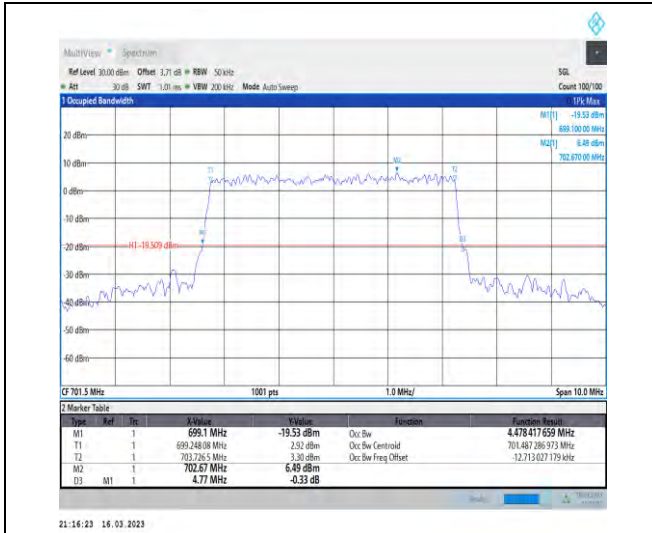 MultiView Spectrum
Ref Level 30.00 dBm Offset 3.71 dB RBW 50 kHz SGL
Att 30 dB SWT 1.01 ms VBW 200 kHz Mode Auto Sweep Count 100/100
1 Occupied Bandwidth 1Pk Max
M1[1] -19.53 dBm
699.100 00 MHz
M2[1] 6.49 dBm
702.670 00 MHz
20 dBm
10 dBm
0 dBm
-10 dBm
-20 dBm
-30 dBm
-40 dBm
-50 dBm
-60 dBm
T1
M2
T2
M1
D3
H1 -19.509 dBm
CF 701.5 MHz 1001 pts 1.0 MHz/ Span 10.0 MHz
2 Marker Table
Type Ref Trc X-Value Y-Value Function Function Result
M1 1 699.1 MHz -19.53 dBm Occ Bw 4.478 417 659 MHz
T1 1 699.248 08 MHz 2.92 dBm Occ Bw Centroid 701.487 286 973 MHz
T2 1 703.726 5 MHz 3.30 dBm Occ Bw Freq Offset -12.713 027 179 kHz
M2 1 702.67 MHz 6.49 dBm
D3 M1 1 4.77 MHz -0.33 dB
21:16:23 16.03.2023